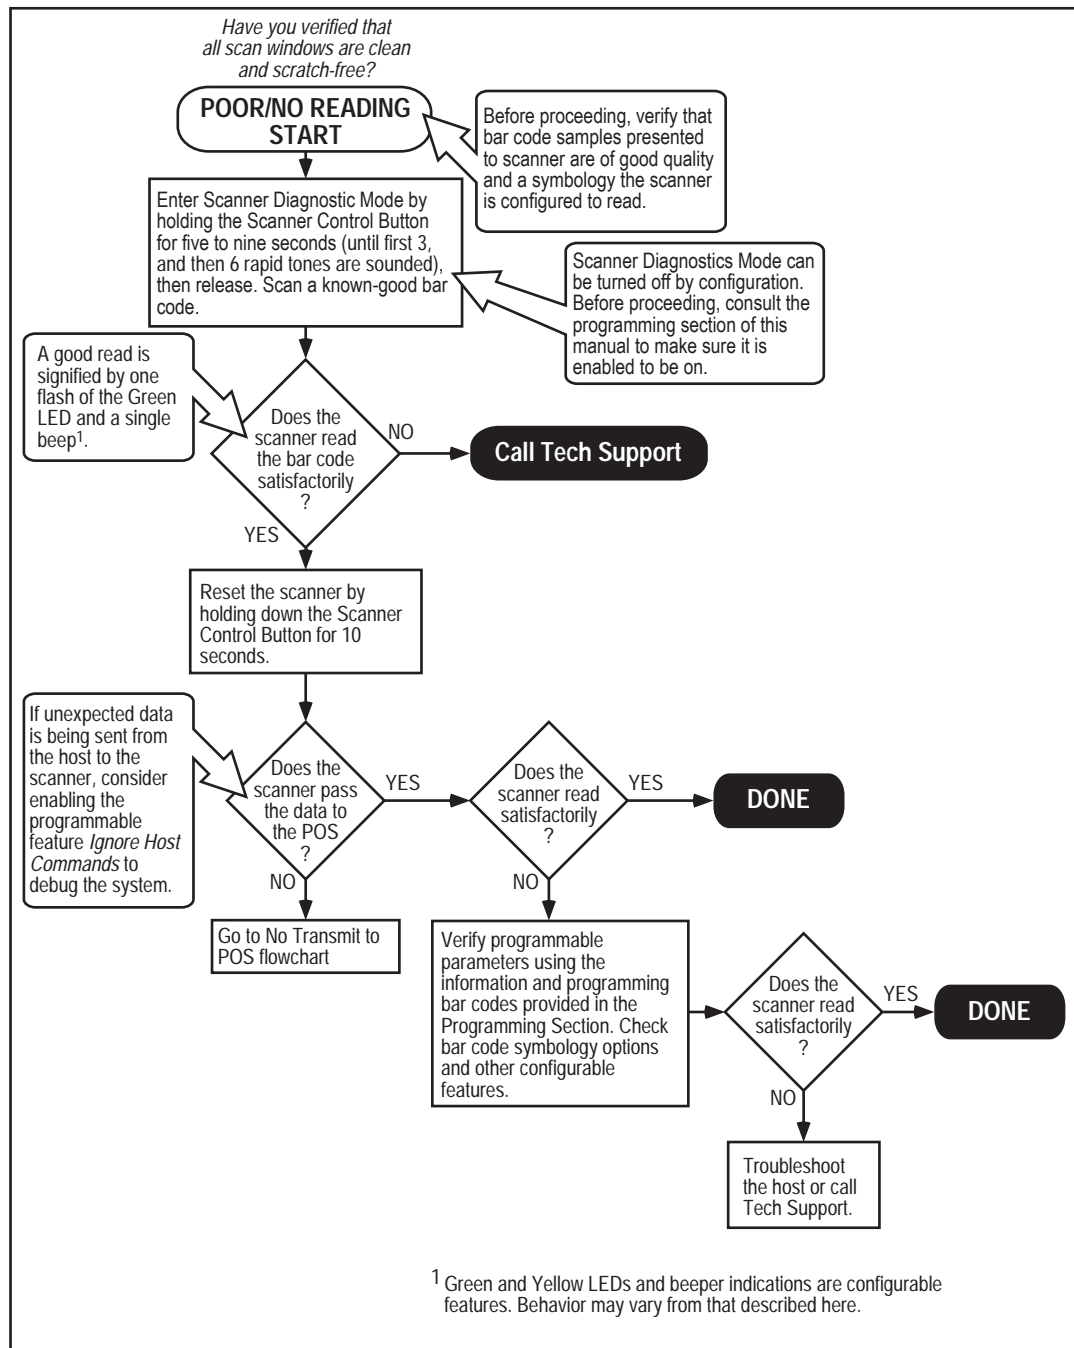 Have you verified that
all scan windows are clean
and scratch-free?
POOR/NO READING
START
Before proceeding, verify that
bar code samples presented
to scanner are of good quality
and a symbology the scanner
is configured to read.
Enter Scanner Diagnostic Mode by
holding the Scanner Control Button
for five to nine seconds (until first 3,
and then 6 rapid tones are sounded),
then release. Scan a known-good bar
code.
Scanner Diagnostics Mode can
be turned off by configuration.
Before proceeding, consult the
programming section of this
manual to make sure it is
enabled to be on.
A good read is
signified by one
flash of the Green
LED and a single
beep1.
Does the
scanner read
the bar code
satisfactorily
?
NO
Call Tech Support
YES
Reset the scanner by
holding down the Scanner
Control Button for 10
seconds.
If unexpected data
is being sent from
the host to the
scanner, consider
enabling the
programmable
feature Ignore Host
Commands to
debug the system.
Does the
scanner pass
the data to
the POS
?
YES
Does the
scanner read
satisfactorily
?
YES
DONE
NO
Go to No Transmit to
POS flowchart
NO
Verify programmable
parameters using the
information and programming
bar codes provided in the
Programming Section. Check
bar code symbology options
and other configurable
features.
Does the
scanner read
satisfactorily
?
YES
DONE
NO
Troubleshoot
the host or call
Tech Support.
1 Green and Yellow LEDs and beeper indications are configurable
features. Behavior may vary from that described here.